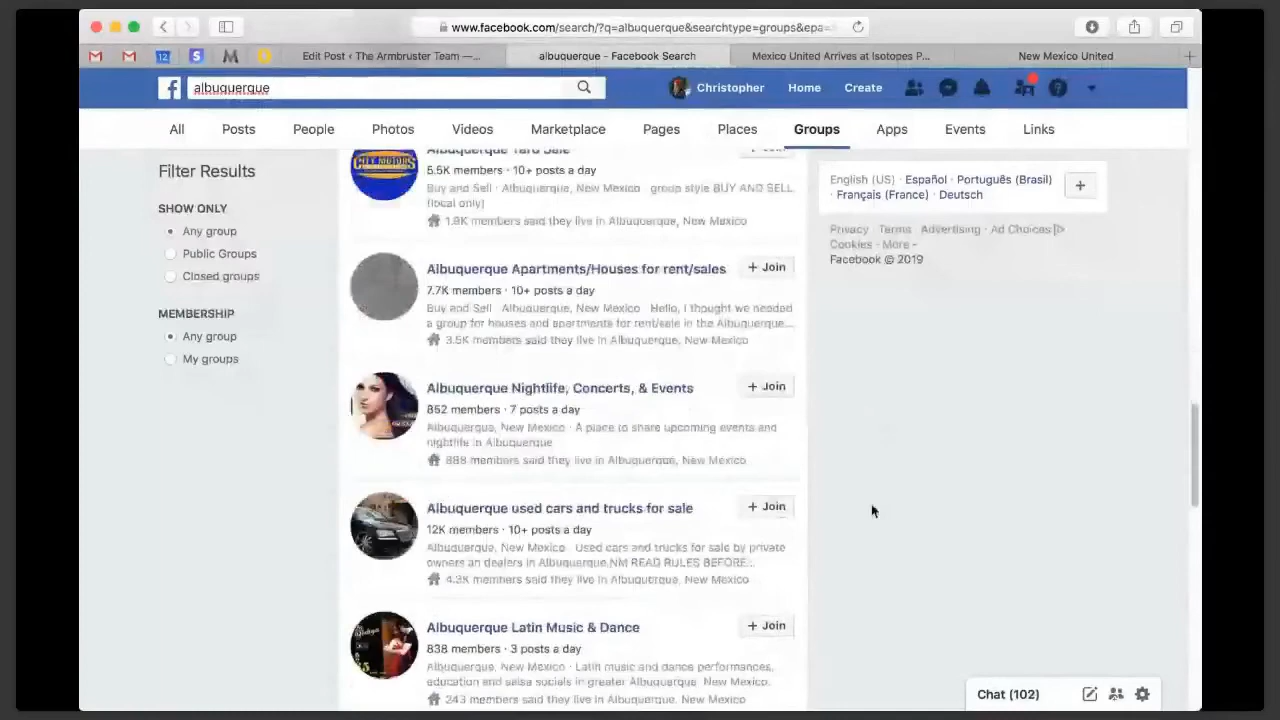 www.facebook.com/search/?q=albuquerque&searchtype=groups&epa=
12
Edit Post ‹ The Armbruster Team —...
albuquerque - Facebook Search
Mexico United Arrives at Isotopes P...
New Mexico United
albuquerque
Christopher
Home
Create
All
Posts
People
Photos
Videos
Marketplace
Pages
Places
Groups
Apps
Events
Links
Filter Results
SHOW ONLY
Any group
Public Groups
Closed groups
MEMBERSHIP
Any group
My groups
CITY MOTORS
Albuquerque Yard Sale
5.5K members · 10+ posts a day
Buy and Sell · Albuquerque, New Mexico · group style BUY AND SELL
(local only)
1.9K members said they live in Albuquerque, New Mexico
+ Join
Albuquerque Apartments/Houses for rent/sales
+ Join
7.7K members · 10+ posts a day
Buy and Sell · Albuquerque, New Mexico · Hello, I thought we needed
a group for houses and apartments for rent/sale in the Albuquerque...
3.5K members said they live in Albuquerque, New Mexico
Albuquerque Nightlife, Concerts, & Events
+ Join
852 members · 7 posts a day
Albuquerque, New Mexico · A place to share upcoming events and
nightlife in Albuquerque
888 members said they live in Albuquerque, New Mexico
Albuquerque used cars and trucks for sale
+ Join
12K members · 10+ posts a day
Albuquerque, New Mexico · Used cars and trucks for sale by private
owners an dealers in Albuquerque,NM READ RULES BEFORE...
4.3K members said they live in Albuquerque, New Mexico
Albuquerque Latin Music & Dance
+ Join
838 members · 3 posts a day
Albuquerque, New Mexico · Latin music and dance performances,
education and salsa socials in greater Albuquerque, New Mexico.
243 members said they live in Albuquerque, New Mexico
English (US) · Español · Português (Brasil)
· Français (France) · Deutsch
Privacy · Terms · Advertising · Ad Choices
Cookies · More
Facebook © 2019
Chat (102)